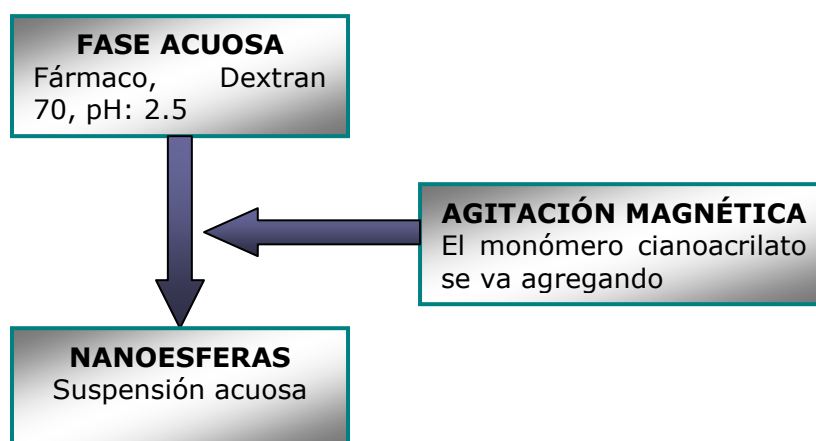 FASE ACUOSA
Fármaco, Dextran
70, pH: 2.5
AGITACIÓN MAGNÉTICA
El monómero cianoacrilato
se va agregando
NANOESFERAS
Suspensión acuosa